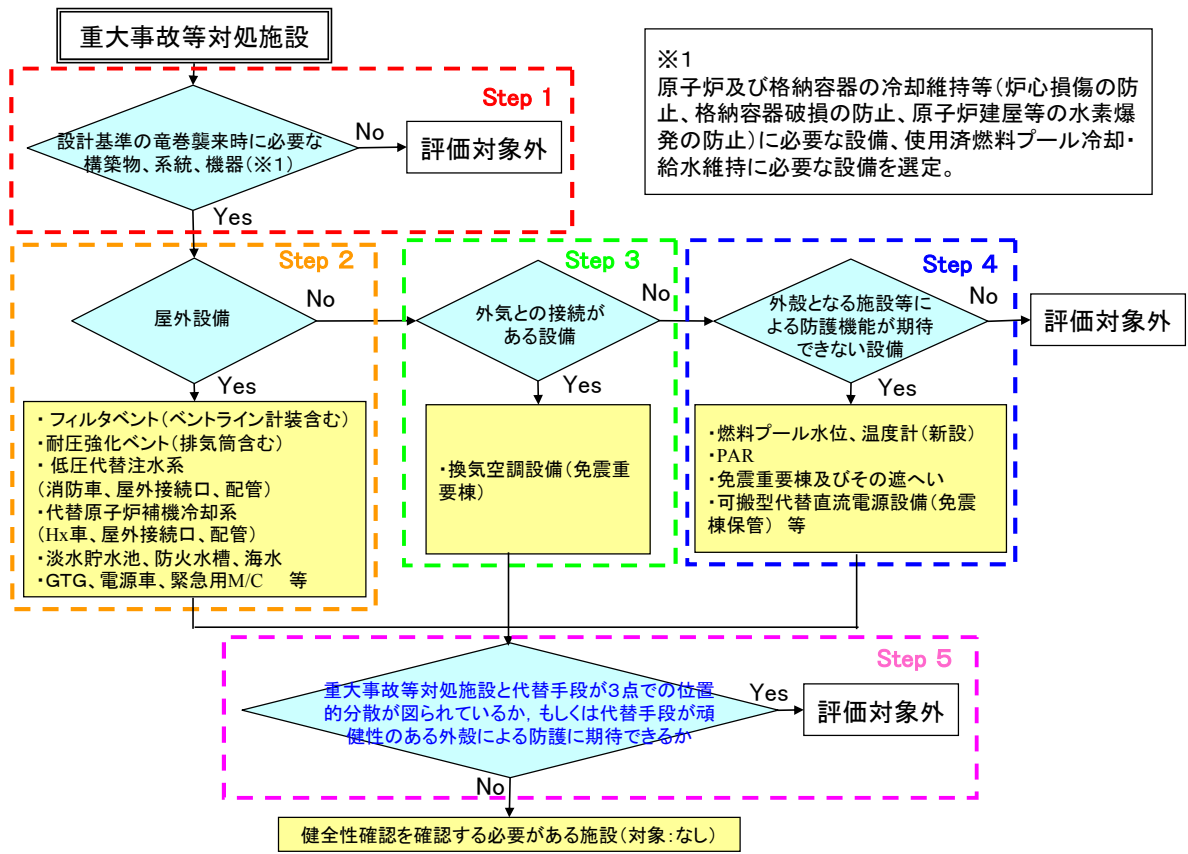 重大事故等対処施設
※1
原子炉及び格納容器の冷却維持等(炉心損傷の防
止、格納容器破損の防止、原子炉建屋等の水素爆
発の防止)に必要な設備、使用済燃料プール冷却・
給水維持に必要な設備を選定。
Step 1
設計基準の竜巻襲来時に必要な
構築物、系統、機器(※1)
No
評価対象外
Yes
Step 2
屋外設備
No
Yes
・フィルタベント(ベントライン計装含む)
・耐圧強化ベント(排気筒含む)
・低圧代替注水系
(消防車、屋外接続口、配管)
・代替原子炉補機冷却系
(Hx車、屋外接続口、配管)
・淡水貯水池、防火水槽、海水
・GTG、電源車、緊急用M/C 等
Step 3
外気との接続が
ある設備
No
Yes
・換気空調設備(免震重
要棟)
Step 4
外殻となる施設等に
よる防護機能が期待
できない設備
No
評価対象外
Yes
・燃料プール水位、温度計(新設)
・PAR
・免震重要棟及びその遮へい
・可搬型代替直流電源設備(免震
棟保管) 等
Step 5
重大事故等対処施設と代替手段が3点での位置
的分散が図られているか, もしくは代替手段が頑
健性のある外殻による防護に期待できるか
Yes
評価対象外
No
健全性確認を確認する必要がある施設(対象:なし)